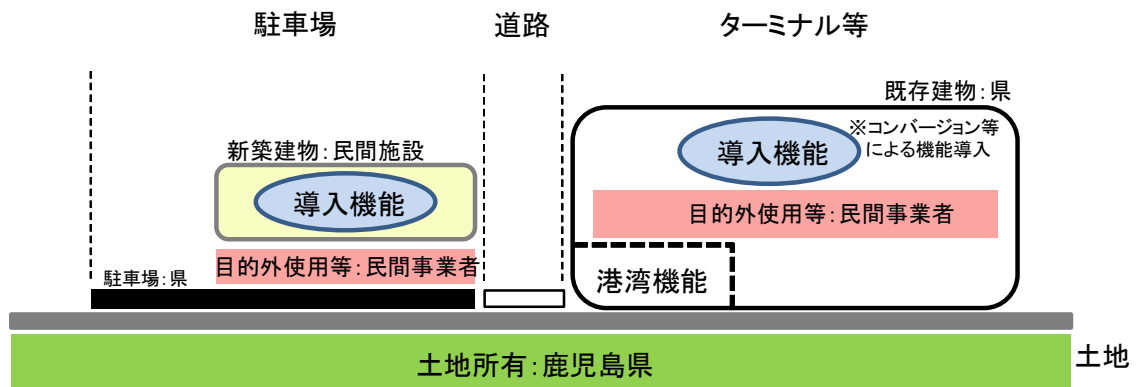 駐車場
道路
ターミナル等
既存建物：県
※コンバージョン等
による機能導入
導入機能
新築建物：民間施設
導入機能
目的外使用等：民間事業者
目的外使用等：民間事業者
駐車場：県
港湾機能
土地所有：鹿児島県
土地